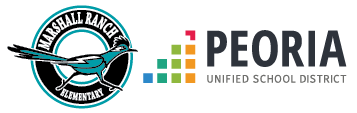 MARSHALL RANCH
ELEMENTARY
PEORIA
UNIFIED SCHOOL DISTRICT